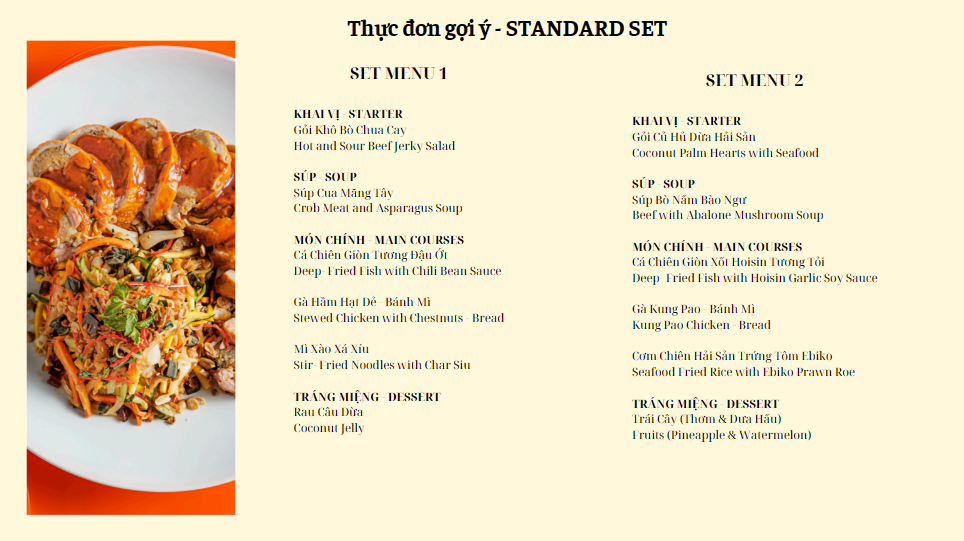 Thực đơn gợi ý - STANDARD SET
SET MENU 1
KHAI VỊ - STARTER
Gỏi Khô Bò Chua Cay
Hot and Sour Beef Jerky Salad
SÚP - SOUP
Súp Cua Măng Tây
Crob Meat and Asparagus Soup
MÓN CHÍNH - MAIN COURSES
Cá Chiên Giòn Tương Đậu Ớt
Deep- Fried Fish with Chili Bean Sauce
Gà Hầm Hạt Dẻ - Bánh Mì
Stewed Chicken with Chestnuts - Bread
Mì Xào Xá Xíu
Stir- Fried Noodles with Char Siu
TRÁNG MIỆNG - DESSERT
Rau Câu Dừa
Coconut Jelly
SET MENU 2
KHAI VỊ - STARTER
Gỏi Củ Hủ Dừa Hải Sản
Coconut Palm Hearts with Seafood
SÚP - SOUP
Súp Bò Nấm Bào Ngư
Beef with Abalone Mushroom Soup
MÓN CHÍNH - MAIN COURSES
Cá Chiên Giòn Xốt Hoisin Tương Tỏi
Deep- Fried Fish with Hoisin Garlic Soy Sauce
Gà Kung Pao - Bánh Mì
Kung Pao Chicken - Bread
Cơm Chiên Hải Sản Trứng Tôm Ebiko
Seafood Fried Rice with Ebiko Prawn Roe
TRÁNG MIỆNG - DESSERT
Trái Cây (Thơm & Dưa Hấu)
Fruits (Pineapple & Watermelon)